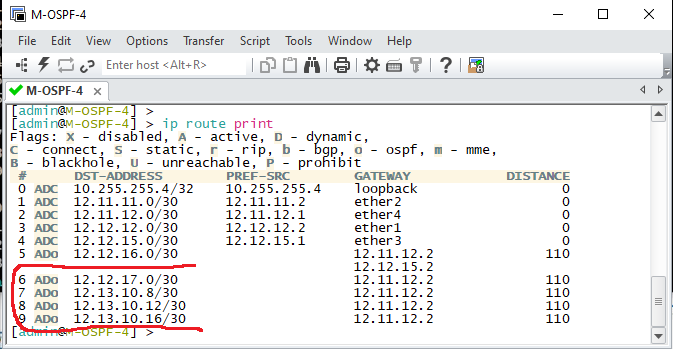 M-OSPF-4
File Edit View Options Transfer Script Tools Window Help
Enter host <Alt+R>
M-OSPF-4
[admin@M-OSPF-4] >
[admin@M-OSPF-4] > ip route print
Flags: X - disabled, A - active, D - dynamic,
C - connect, S - static, r - rip, b - bgp, o - ospf, m - mme,
B - blackhole, U - unreachable, P - prohibit
# DST-ADDRESS PREF-SRC GATEWAY DISTANCE
0 ADC 10.255.255.4/32 10.255.255.4 loopback 0
1 ADC 12.11.11.0/30 12.11.11.2 ether2 0
2 ADC 12.11.12.0/30 12.11.12.1 ether4 0
3 ADC 12.12.12.0/30 12.12.12.2 ether1 0
4 ADC 12.12.15.0/30 12.12.15.1 ether3 0
5 ADo 12.12.16.0/30 12.11.12.2 110
12.12.15.2
6 ADo 12.12.17.0/30 12.11.12.2 110
7 ADo 12.13.10.8/30 12.11.12.2 110
8 ADo 12.13.10.12/30 12.11.12.2 110
9 ADo 12.13.10.16/30 12.11.12.2 110
[admin@M-OSPF-4] >